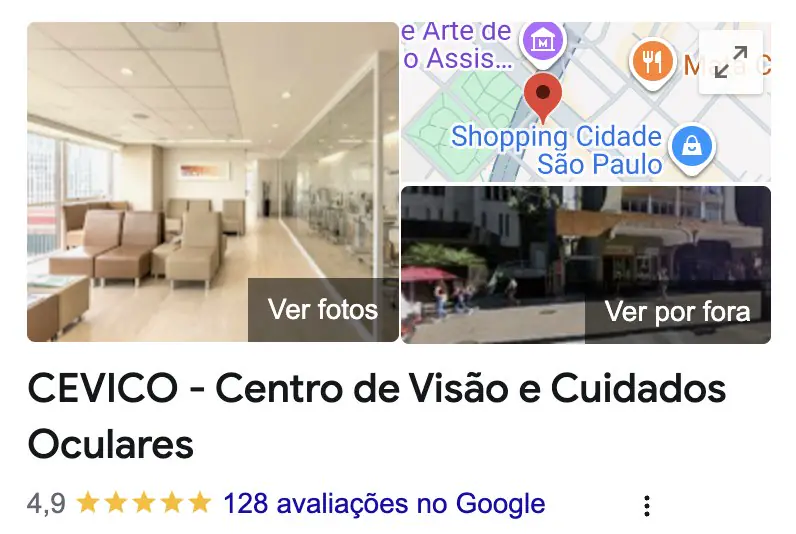 e Arte de
o Assis...
Shopping Cidade
São Paulo
Ver fotos
Ver por fora
CEVICO - Centro de Visão e Cuidados
Oculares
4,9 128 avaliações no Google